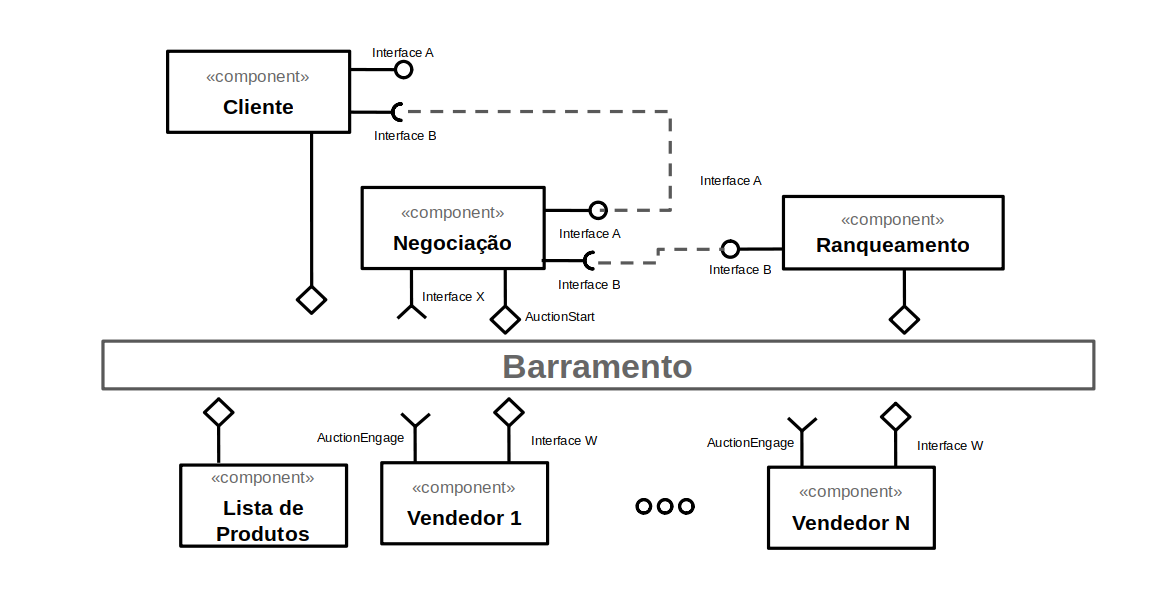 Interface A
«component»
Cliente
Interface B
Interface A
«component»
Negociação
Interface A
«component»
Ranqueamento
Interface B
Interface B
Interface X
AuctionStart
Barramento
AuctionEngage
Interface W
AuctionEngage
Interface W
«component»
Lista de
Produtos
«component»
Vendedor 1
«component»
Vendedor N